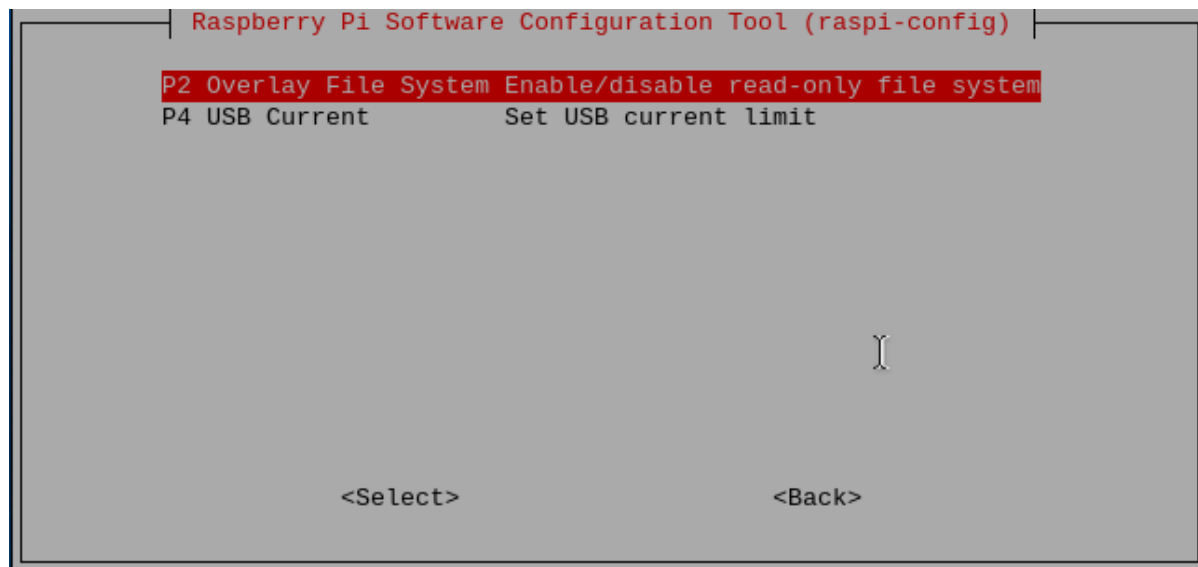 Raspberry Pi Software Configuration Tool (raspi-config)
P2 Overlay File System Enable/disable read-only file system
P4 USB Current Set USB current limit
<Select> <Back>